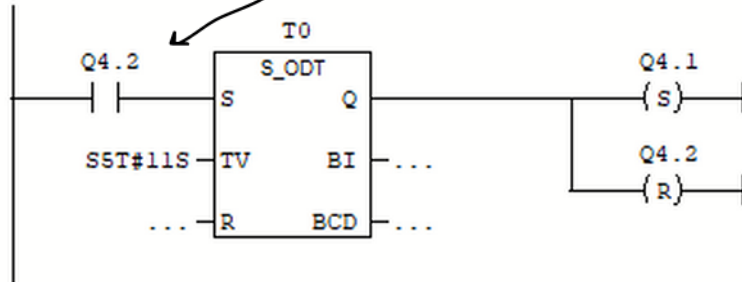 T0
Q4.2 S_ODT Q4.1
S Q (S)
Q4.2
S5T#11S TV BI ...
(R)
... R BCD ...